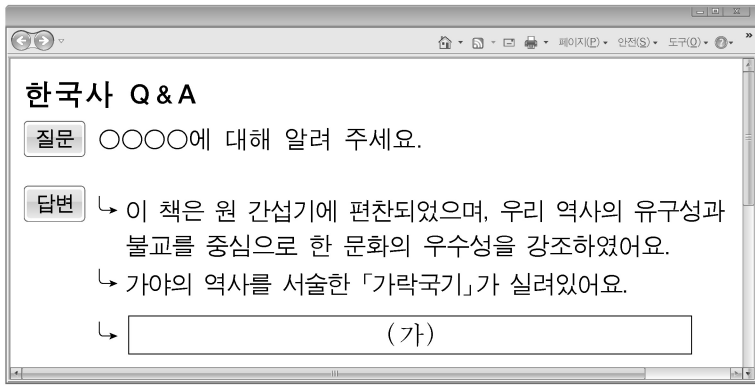 페이지(P) 안전(S) 도구(O) »
한국사 Q & A
질문 ○○○○에 대해 알려 주세요.
답변 이 책은 원 간섭기에 편찬되었으며, 우리 역사의 유구성과
불교를 중심으로 한 문화의 우수성을 강조하였어요.
가야의 역사를 서술한 「가락국기」가 실려있어요.
(가)